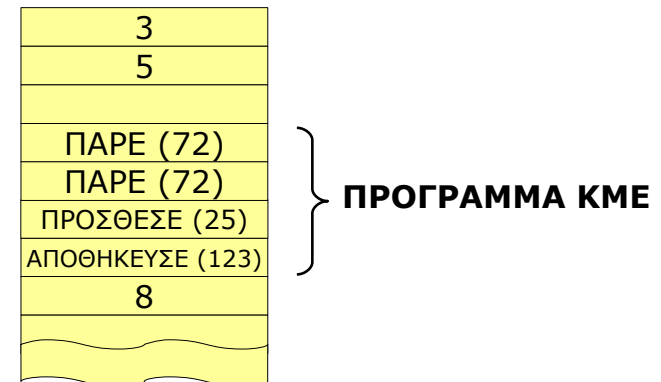 3
5
ΠΑΡΕ (72)
ΠΑΡΕ (72)
ΠΡΟΣΘΕΣΕ (25)
ΑΠΟΘΗΚΕΥΣΕ (123)
8
ΠΡΟΓΡΑΜΜΑ ΚΜΕ